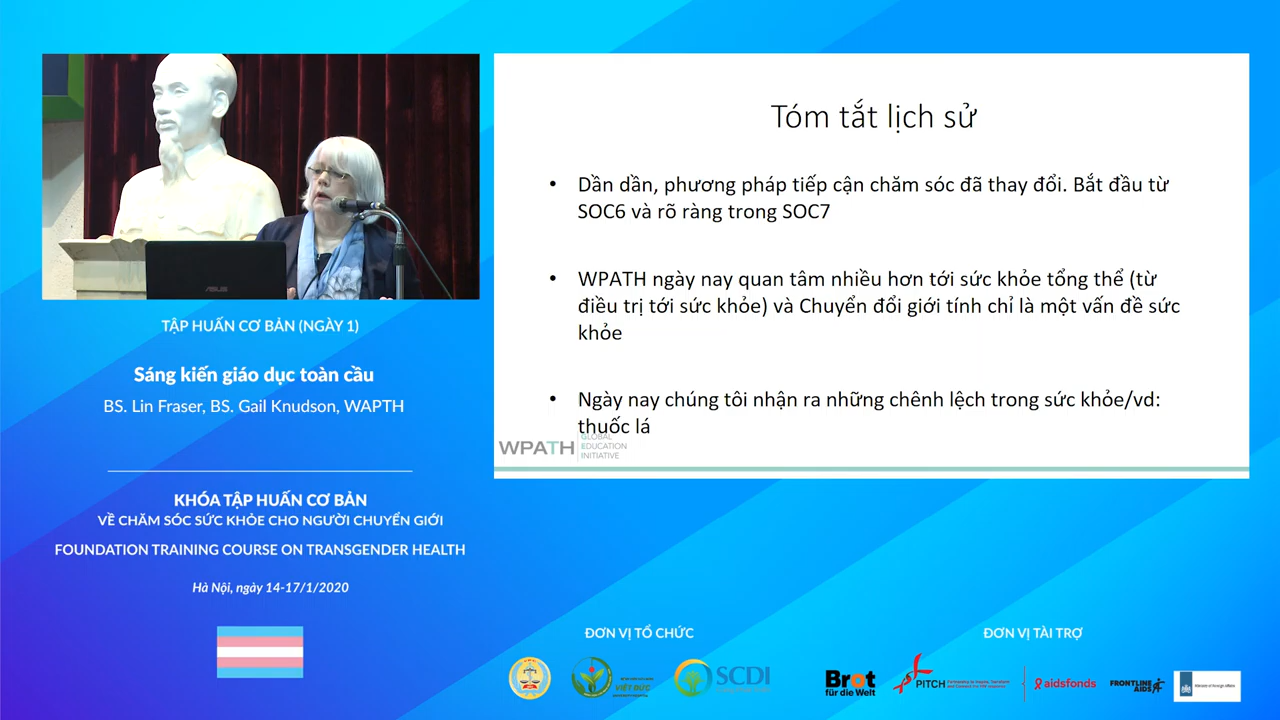 ASUS
TẬP HUẤN CƠ BẢN (NGÀY 1)
Sáng kiến giáo dục toàn cầu
BS. Lin Fraser, BS. Gail Knudson, WAPTH
KHÓA TẬP HUẤN CƠ BẢN
VỀ CHĂM SÓC SỨC KHỎE CHO NGƯỜI CHUYỂN GIỚI
FOUNDATION TRAINING COURSE ON TRANSGENDER HEALTH
Hà Nội, ngày 14-17/1/2020
Tóm tắt lịch sử
• Dần dần, phương pháp tiếp cận chăm sóc đã thay đổi. Bắt đầu từ
SOC6 và rõ ràng trong SOC7
• WPATH ngày nay quan tâm nhiều hơn tới sức khỏe tổng thể (từ
điều trị tới sức khỏe) và Chuyển đổi giới tính chỉ là một vấn đề sức
khỏe
• Ngày nay chúng tôi nhận ra những chênh lệch trong sức khỏe/vd:
thuốc lá
WPATH
GLOBAL
EDUCATION
INITIATIVE
ĐƠN VỊ TỔ CHỨC
VIỆT ĐỨC
SCDI
ĐƠN VỊ TÀI TRỢ
Brot
für die Welt
PITCH
aidsfonds
FRONTLINE
AIDS
Ministry of Foreign Affairs